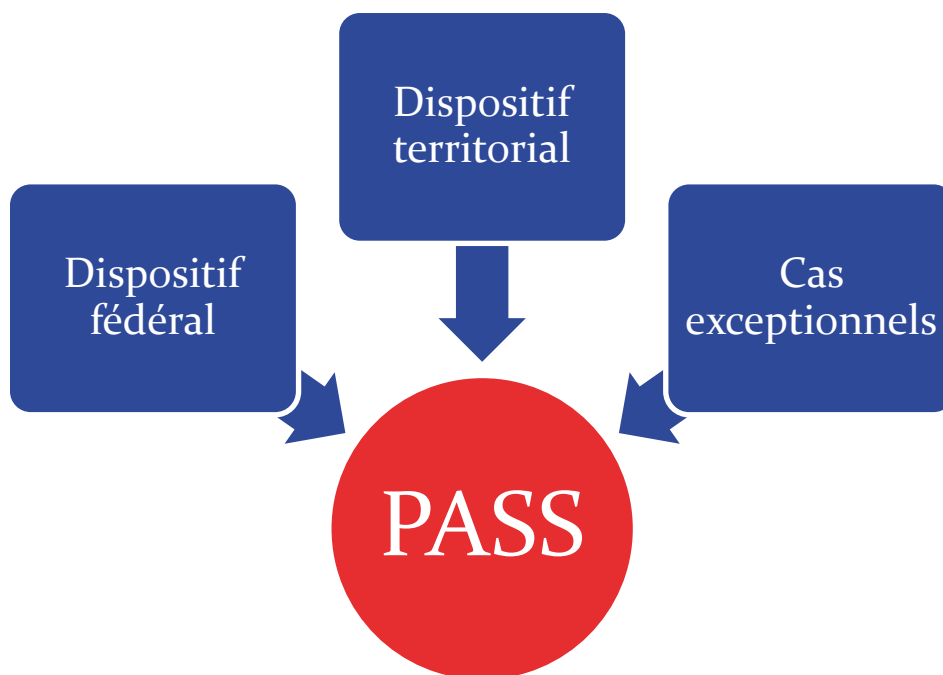 Dispositif
territorial
Dispositif
fédéral
Cas
exceptionnels
PASS